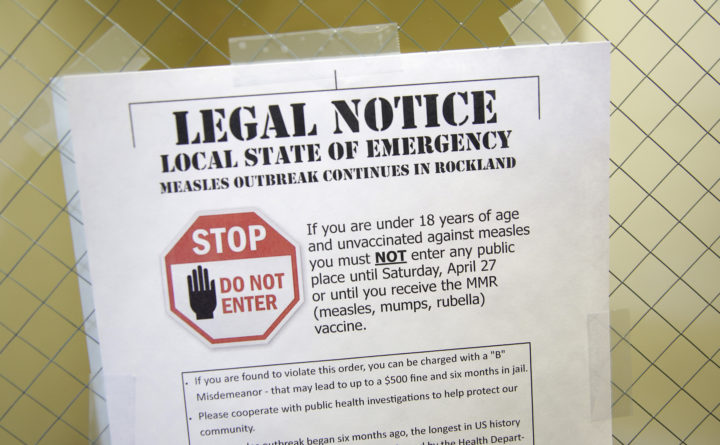 LEGAL NOTICE
LOCAL STATE OF EMERGENCY
MEASLES OUTBREAK CONTINUES IN ROCKLAND
STOP
DO NOT
ENTER
If you are under 18 years of age
and unvaccinated against measles
you must NOT enter any public
place until Saturday, April 27
or until you receive the MMR
(measles, mumps, rubella)
vaccine.
• If you are found to violate this order, you can be charged with a "B"
Misdemeanor - that may lead to up to a $500 fine and six months in jail.
• Please cooperate with public health investigations to help protect our
community.
outbreak began six months ago, the longest in US history
by the Health Depart-